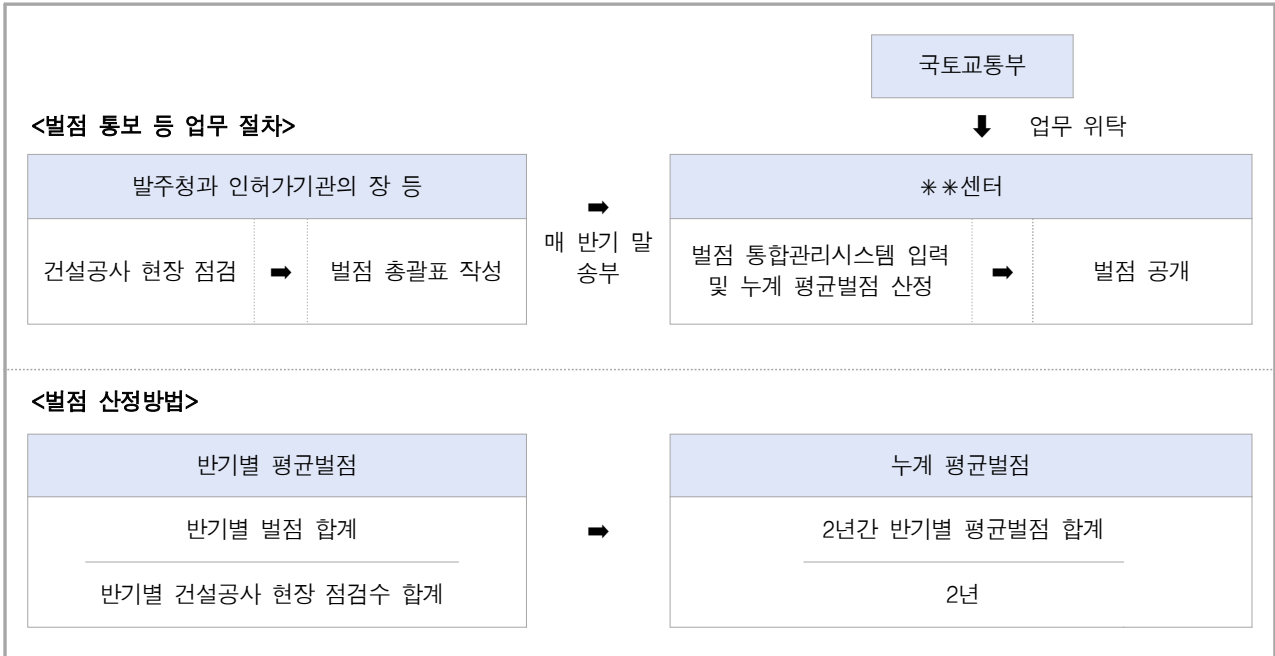 국토교통부
<벌점 통보 등 업무 절차>
⬇ 업무 위탁
발주청과 인허가기관의 장 등
➡
매 반기 말
송부
**센터
건설공사 현장 점검 ➡ 벌점 총괄표 작성
벌점 통합관리시스템 입력
및 누계 평균벌점 산정
➡ 벌점 공개
<벌점 산정방법>
반기별 평균벌점
반기별 벌점 합계
반기별 건설공사 현장 점검수 합계
➡
누계 평균벌점
2년간 반기별 평균벌점 합계
2년